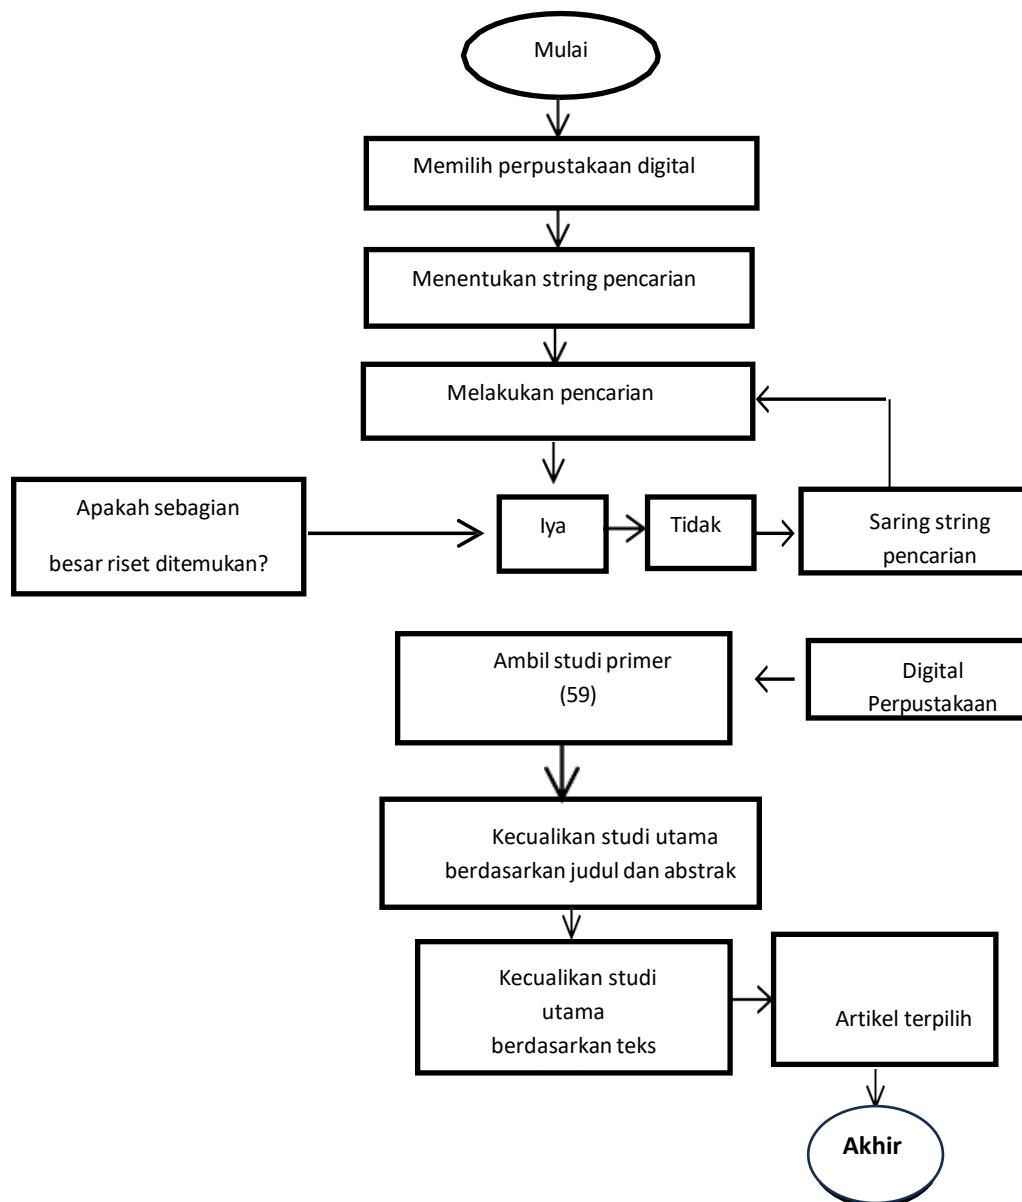 Mulai
Memilih perpustakaan digital
Menentukan string pencarian
Melakukan pencarian
Apakah sebagian
besar riset ditemukan?
Iya
Tidak
Saring string
pencarian
Ambil studi primer
(59)
Digital
Perpustakaan
Kecualikan studi utama
berdasarkan judul dan abstrak
Kecualikan studi
utama
berdasarkan teks
Artikel terpilih
Akhir